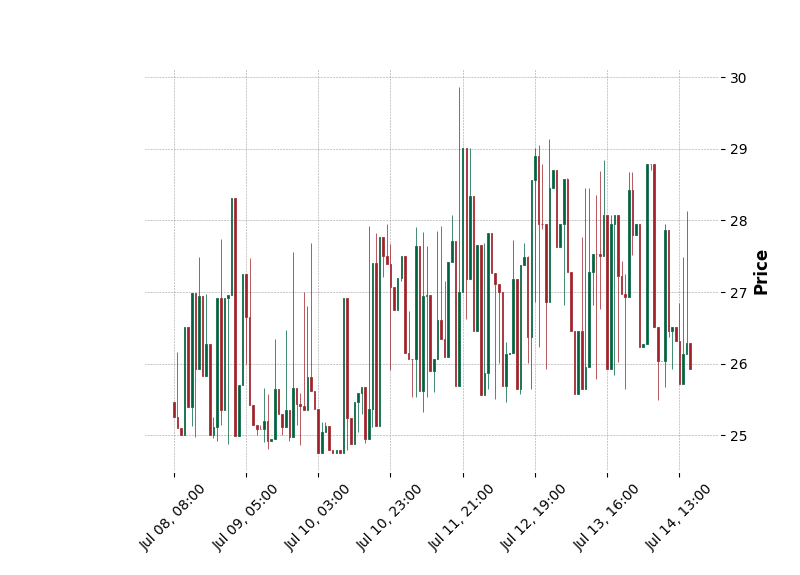 30
29
28
27
26
25
Price
Jul 08, 08:00
Jul 09, 05:00
Jul 10, 03:00
Jul 10, 23:00
Jul 11, 21:00
Jul 12, 19:00
Jul 13, 16:00
Jul 14, 13:00